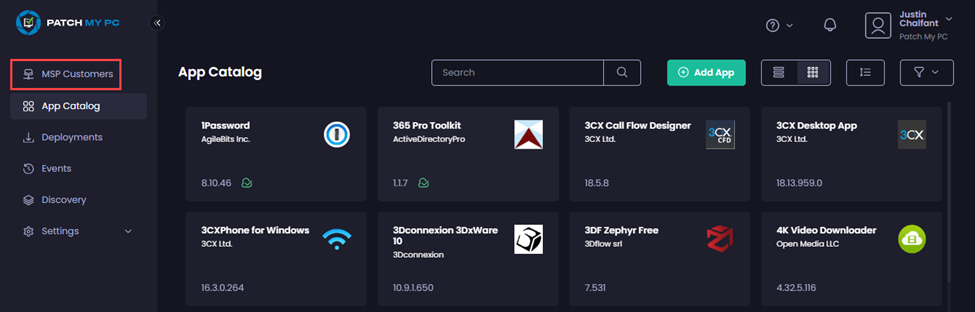 PATCH MY PC
MSP Customers
App Catalog
Deployments
Events
Discovery
Settings
Justin
Chalfant
Patch My PC
App Catalog
Search
Add App
1Password
AgileBits Inc.
8.10.46
365 Pro Toolkit
ActiveDirectoryPro
1.1.7
3CX Call Flow Designer
3CX Ltd.
3CX
CFD
18.5.8
3CX Desktop App
3CX Ltd.
3CX
18.13.959.0
3CXPhone for Windows
3CX Ltd.
16.3.0.264
3Dconnexion 3DxWare
10
3Dconnexion
10.9.1.650
3DF Zephyr Free
3Dflow srl
7.531
4K Video Downloader
Open Media LLC
4.32.5.116